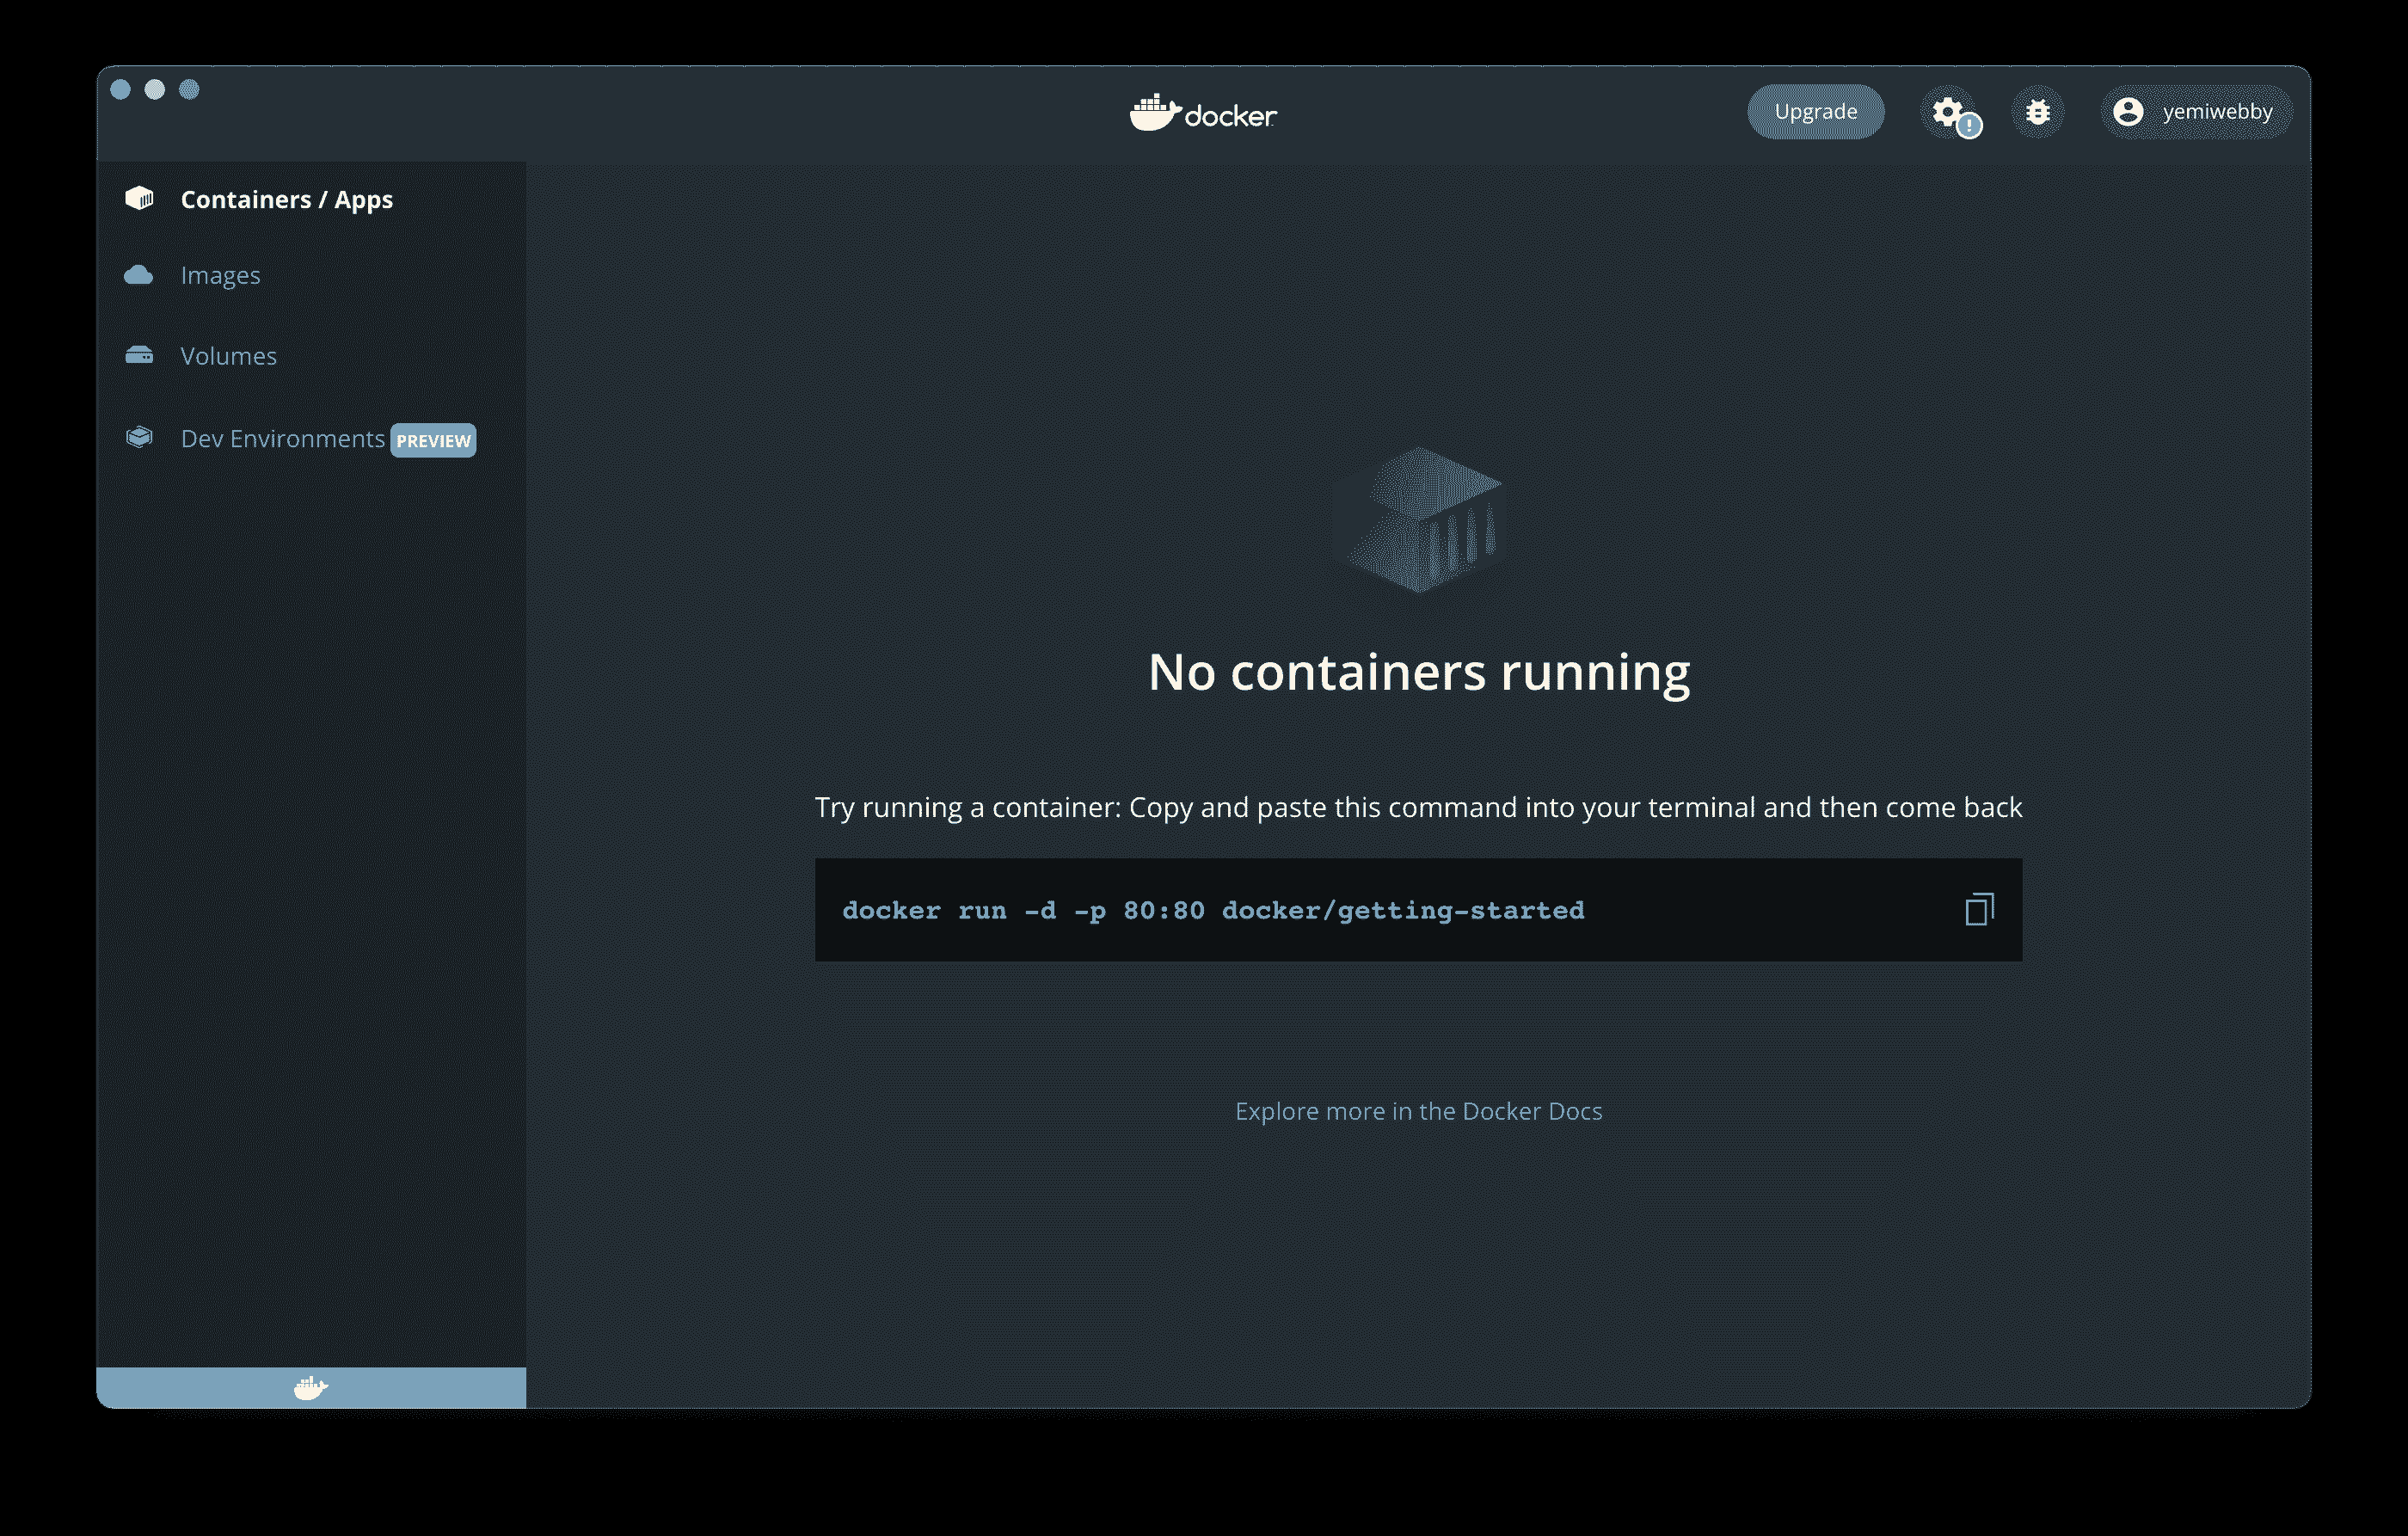 docker
Upgrade
yemiwebby
Containers / Apps
Images
Volumes
Dev Environments PREVIEW
No containers running
Try running a container: Copy and paste this command into your terminal and then come back
docker run -d -p 80:80 docker/getting-started
Explore more in the Docker Docs